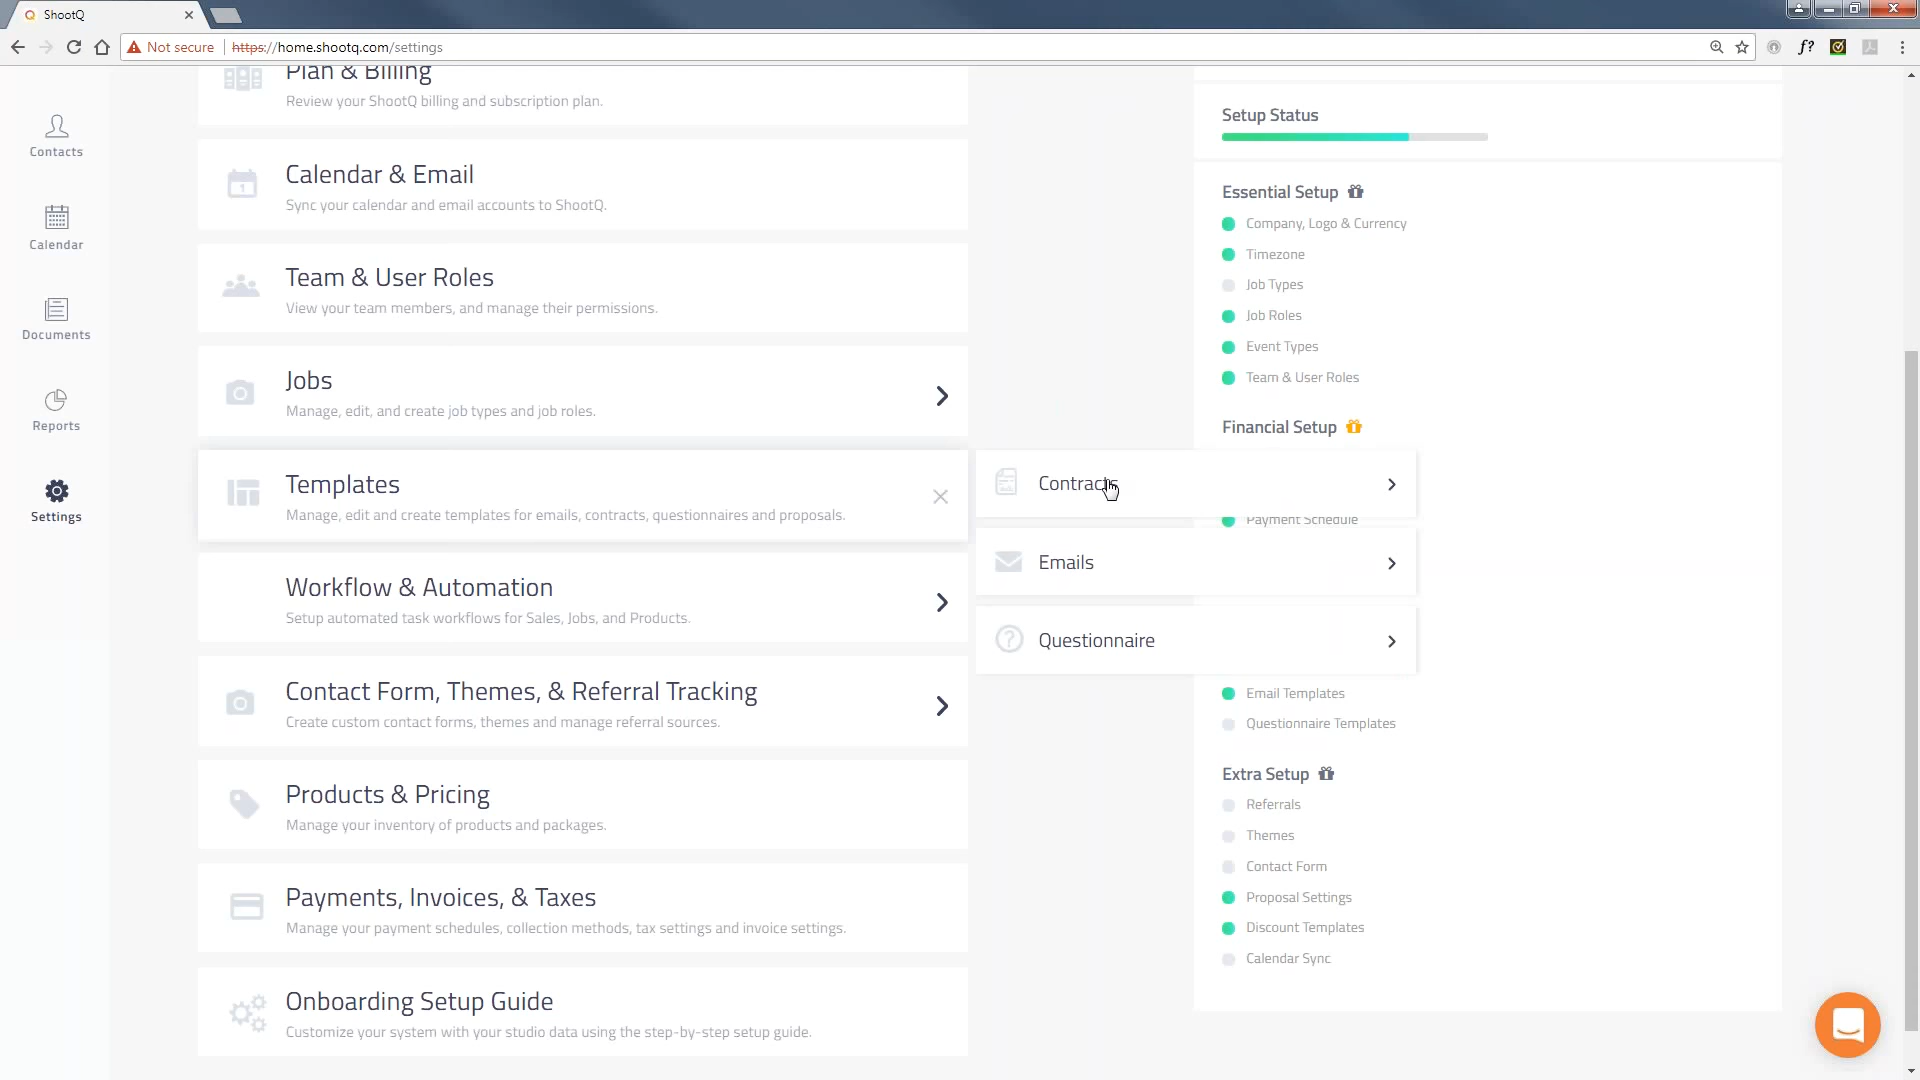 ShootQ
Not secure
https://home.shootq.com/settings
f?
Contacts
Calendar
Documents
Reports
Settings
Plan & Billing
Review your ShootQ billing and subscription plan.
1
Calendar & Email
Sync your calendar and email accounts to ShootQ.
Team & User Roles
View your team members, and manage their permissions.
Jobs
Manage, edit, and create job types and job roles.
Templates
Manage, edit and create templates for emails, contracts, questionnaires and proposals.
Workflow & Automation
Setup automated task workflows for Sales, Jobs, and Products.
Contact Form, Themes, & Referral Tracking
Create custom contact forms, themes and manage referral sources.
Products & Pricing
Manage your inventory of products and packages.
Payments, Invoices, & Taxes
Manage your payment schedules, collection methods, tax settings and invoice settings.
Onboarding Setup Guide
Customize your system with your studio data using the step-by-step setup guide.
Contracts
Emails
?
Questionnaire
Setup Status
Essential Setup
Company, Logo & Currency
Timezone
Job Types
Job Roles
Event Types
Team & User Roles
Financial Setup
Payment Schedule
Email Templates
Questionnaire Templates
Extra Setup
Referrals
Themes
Contact Form
Proposal Settings
Discount Templates
Calendar Sync